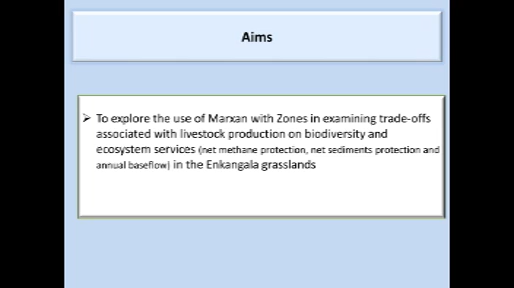 Aims
➢ To explore the use of Marxan with Zones in examining trade-offs
associated with livestock production on biodiversity and
ecosystem services (net methane protection, net sediments protection and
annual baseflow) in the Enkangala grasslands